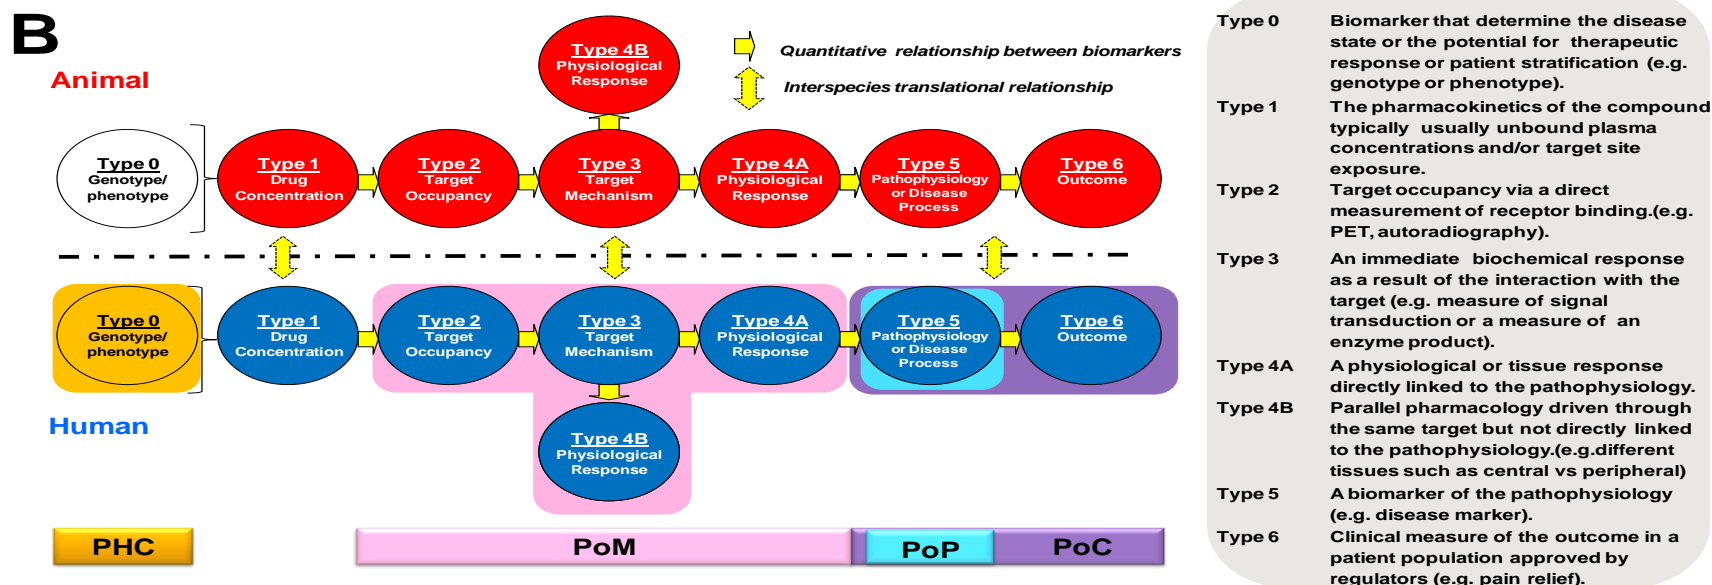 B
Animal
Type 4B
Physiological
Response
Quantitative relationship between biomarkers
Interspecies translational relationship
Type 0
Genotype/
phenotype
Type 1
Drug
Concentration
Type 2
Target
Occupancy
Type 3
Target
Mechanism
Type 4A
Physiological
Response
Type 5
Pathophysiology
or Disease
Process
Type 6
Outcome
Type 0
Genotype/
phenotype
Type 1
Drug
Concentration
Type 2
Target
Occupancy
Type 3
Target
Mechanism
Type 4A
Physiological
Response
Type 5
Pathophysiology
or Disease
Process
Type 6
Outcome
Human
Type 4B
Physiological
Response
PHC
PoM
PoP
PoC
Type 0 Biomarker that determine the disease
state or the potential for therapeutic
response or patient stratification (e.g.
genotype or phenotype).
Type 1 The pharmacokinetics of the compound
typically usually unbound plasma
concentrations and/or target site
exposure.
Type 2 Target occupancy via a direct
measurement of receptor binding.(e.g.
PET, autoradiography).
Type 3 An immediate biochemical response
as a result of the interaction with the
target (e.g. measure of signal
transduction or a measure of an
enzyme product).
Type 4A A physiological or tissue response
directly linked to the pathophysiology.
Type 4B Parallel pharmacology driven through
the same target but not directly linked
to the pathophysiology.(e.g.different
tissues such as central vs peripheral)
Type 5 A biomarker of the pathophysiology
(e.g. disease marker).
Type 6 Clinical measure of the outcome in a
patient population approved by
regulators (e.g. pain relief).